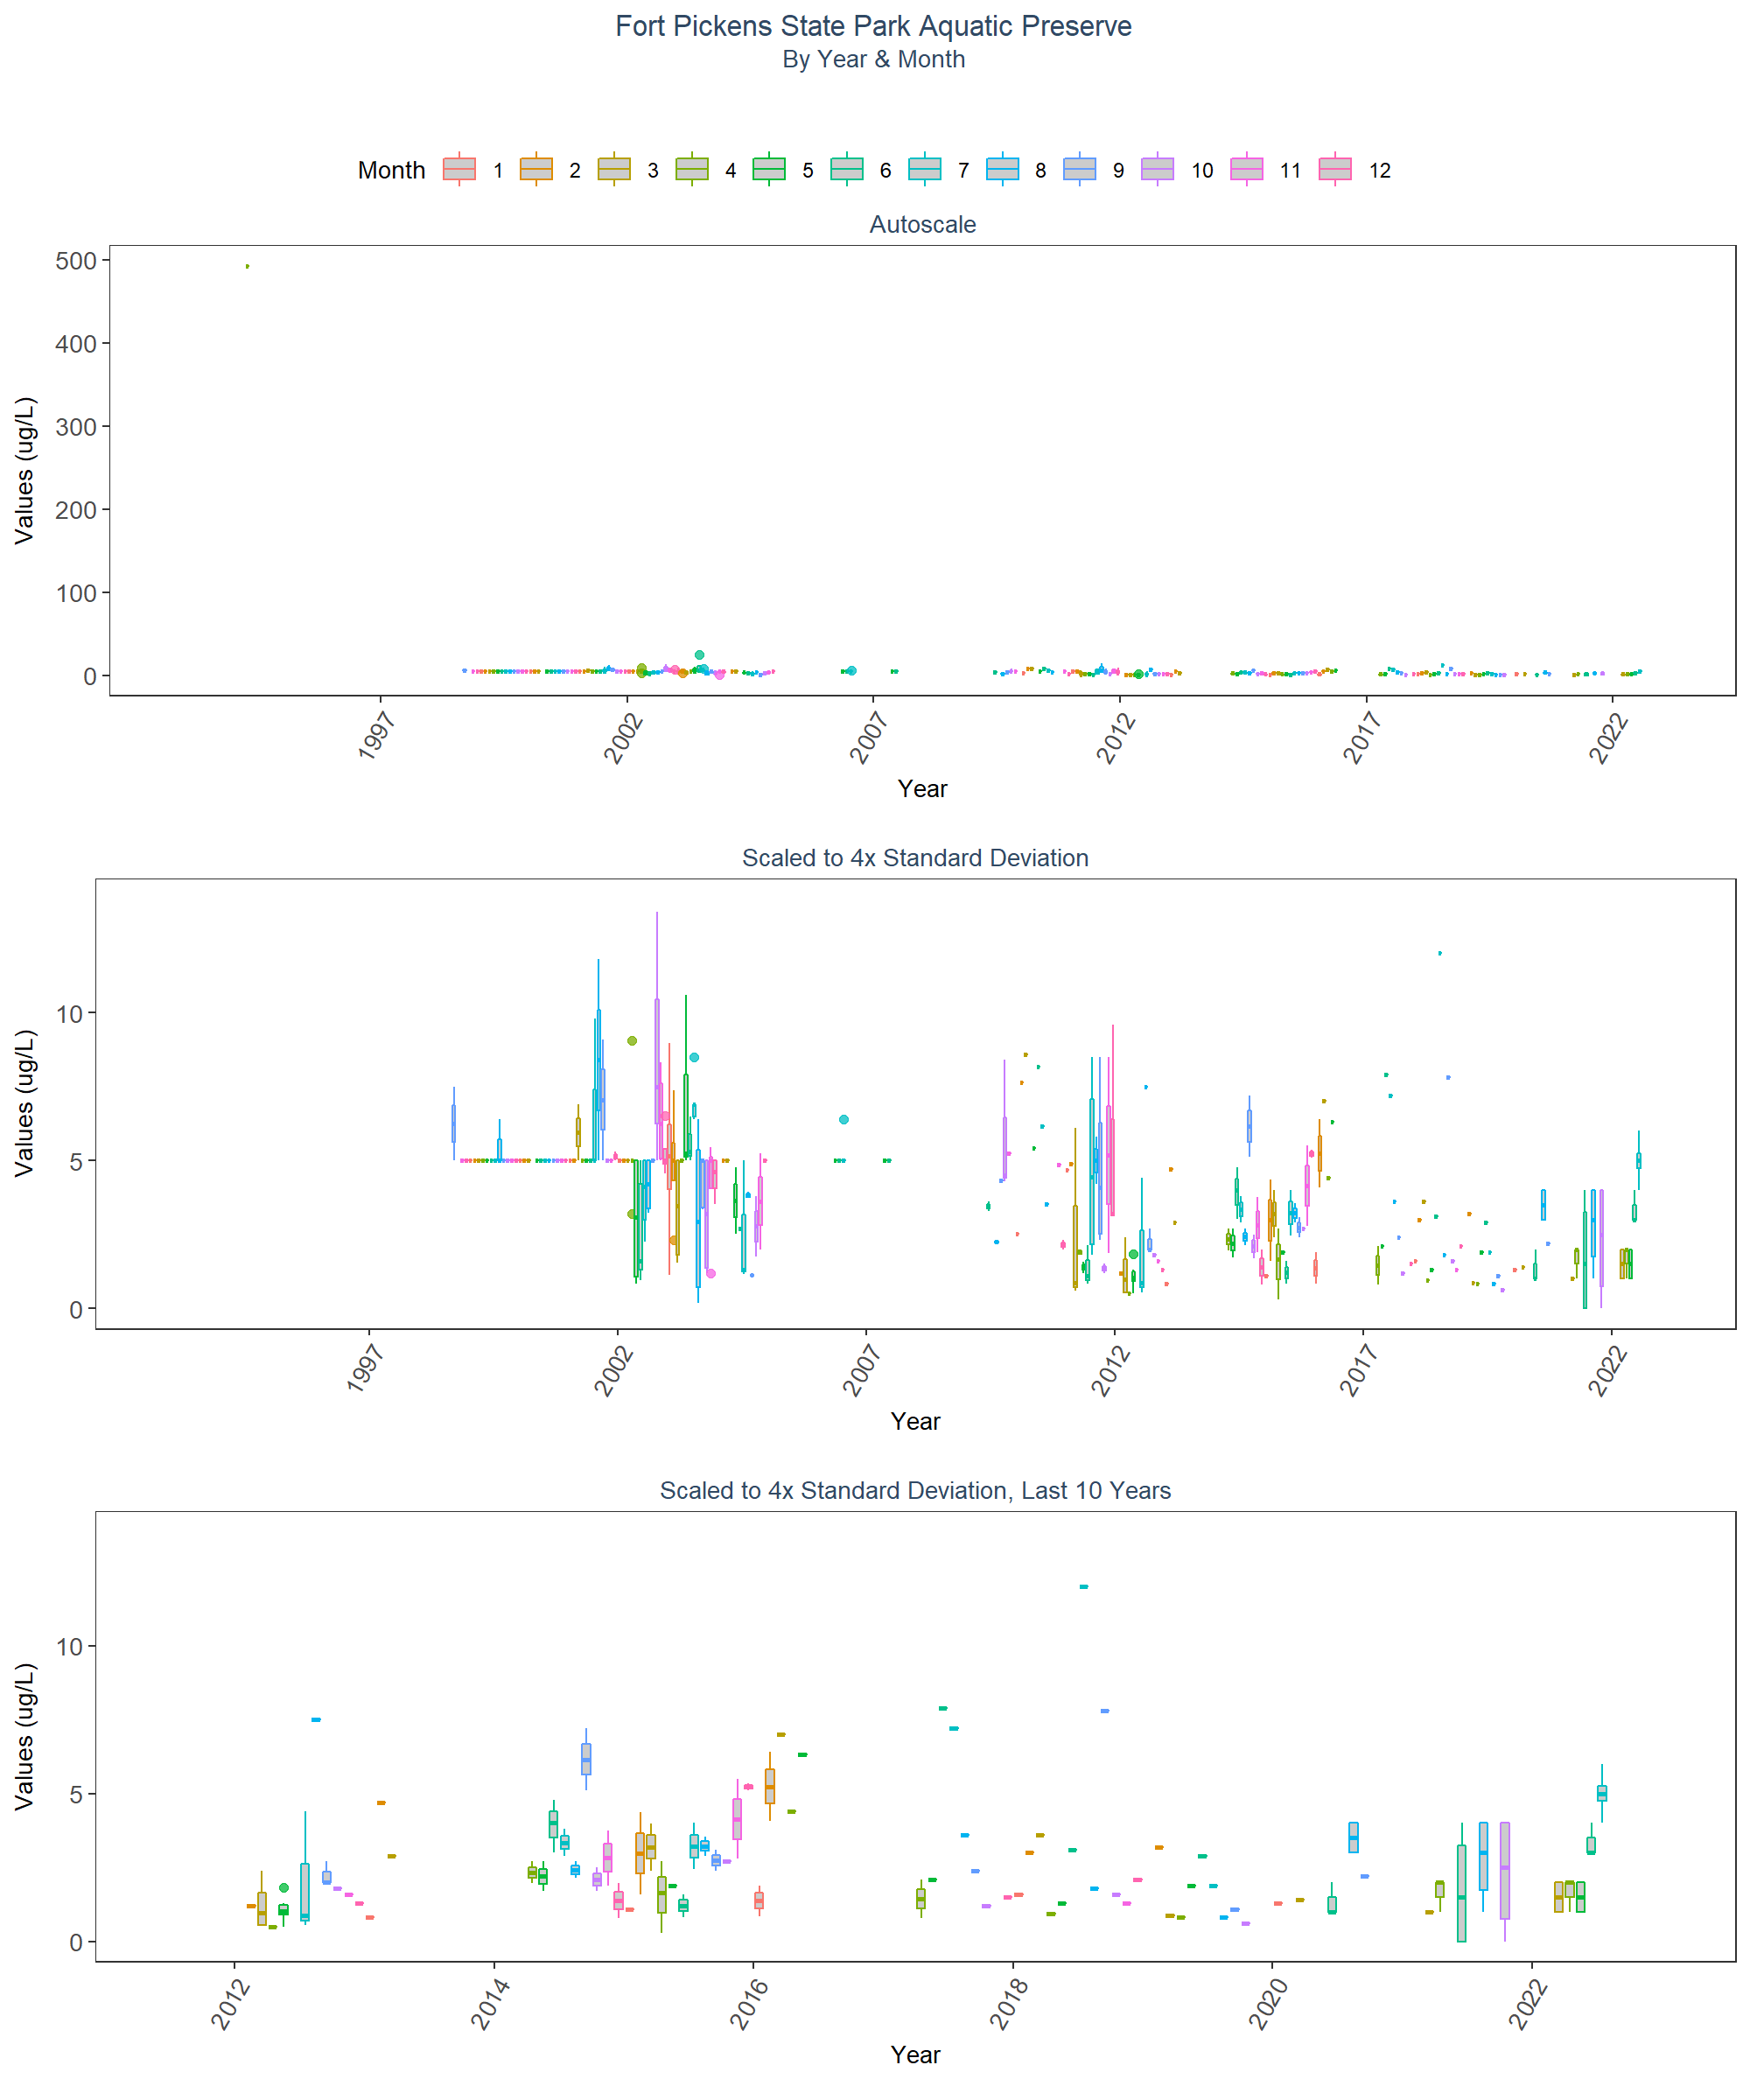 Fort Pickens State Park Aquatic Preserve
By Year & Month
Month 1 2 3 4 5 6 7 8 9 10 11 12
Autoscale
Values (ug/L)
500
400
300
200
100
0
1997 2002 2007 2012 2017 2022
Year
Scaled to 4x Standard Deviation
Values (ug/L)
10
5
0
1997 2002 2007 2012 2017 2022
Year
Scaled to 4x Standard Deviation, Last 10 Years
Values (ug/L)
10
5
0
2012 2014 2016 2018 2020 2022
Year